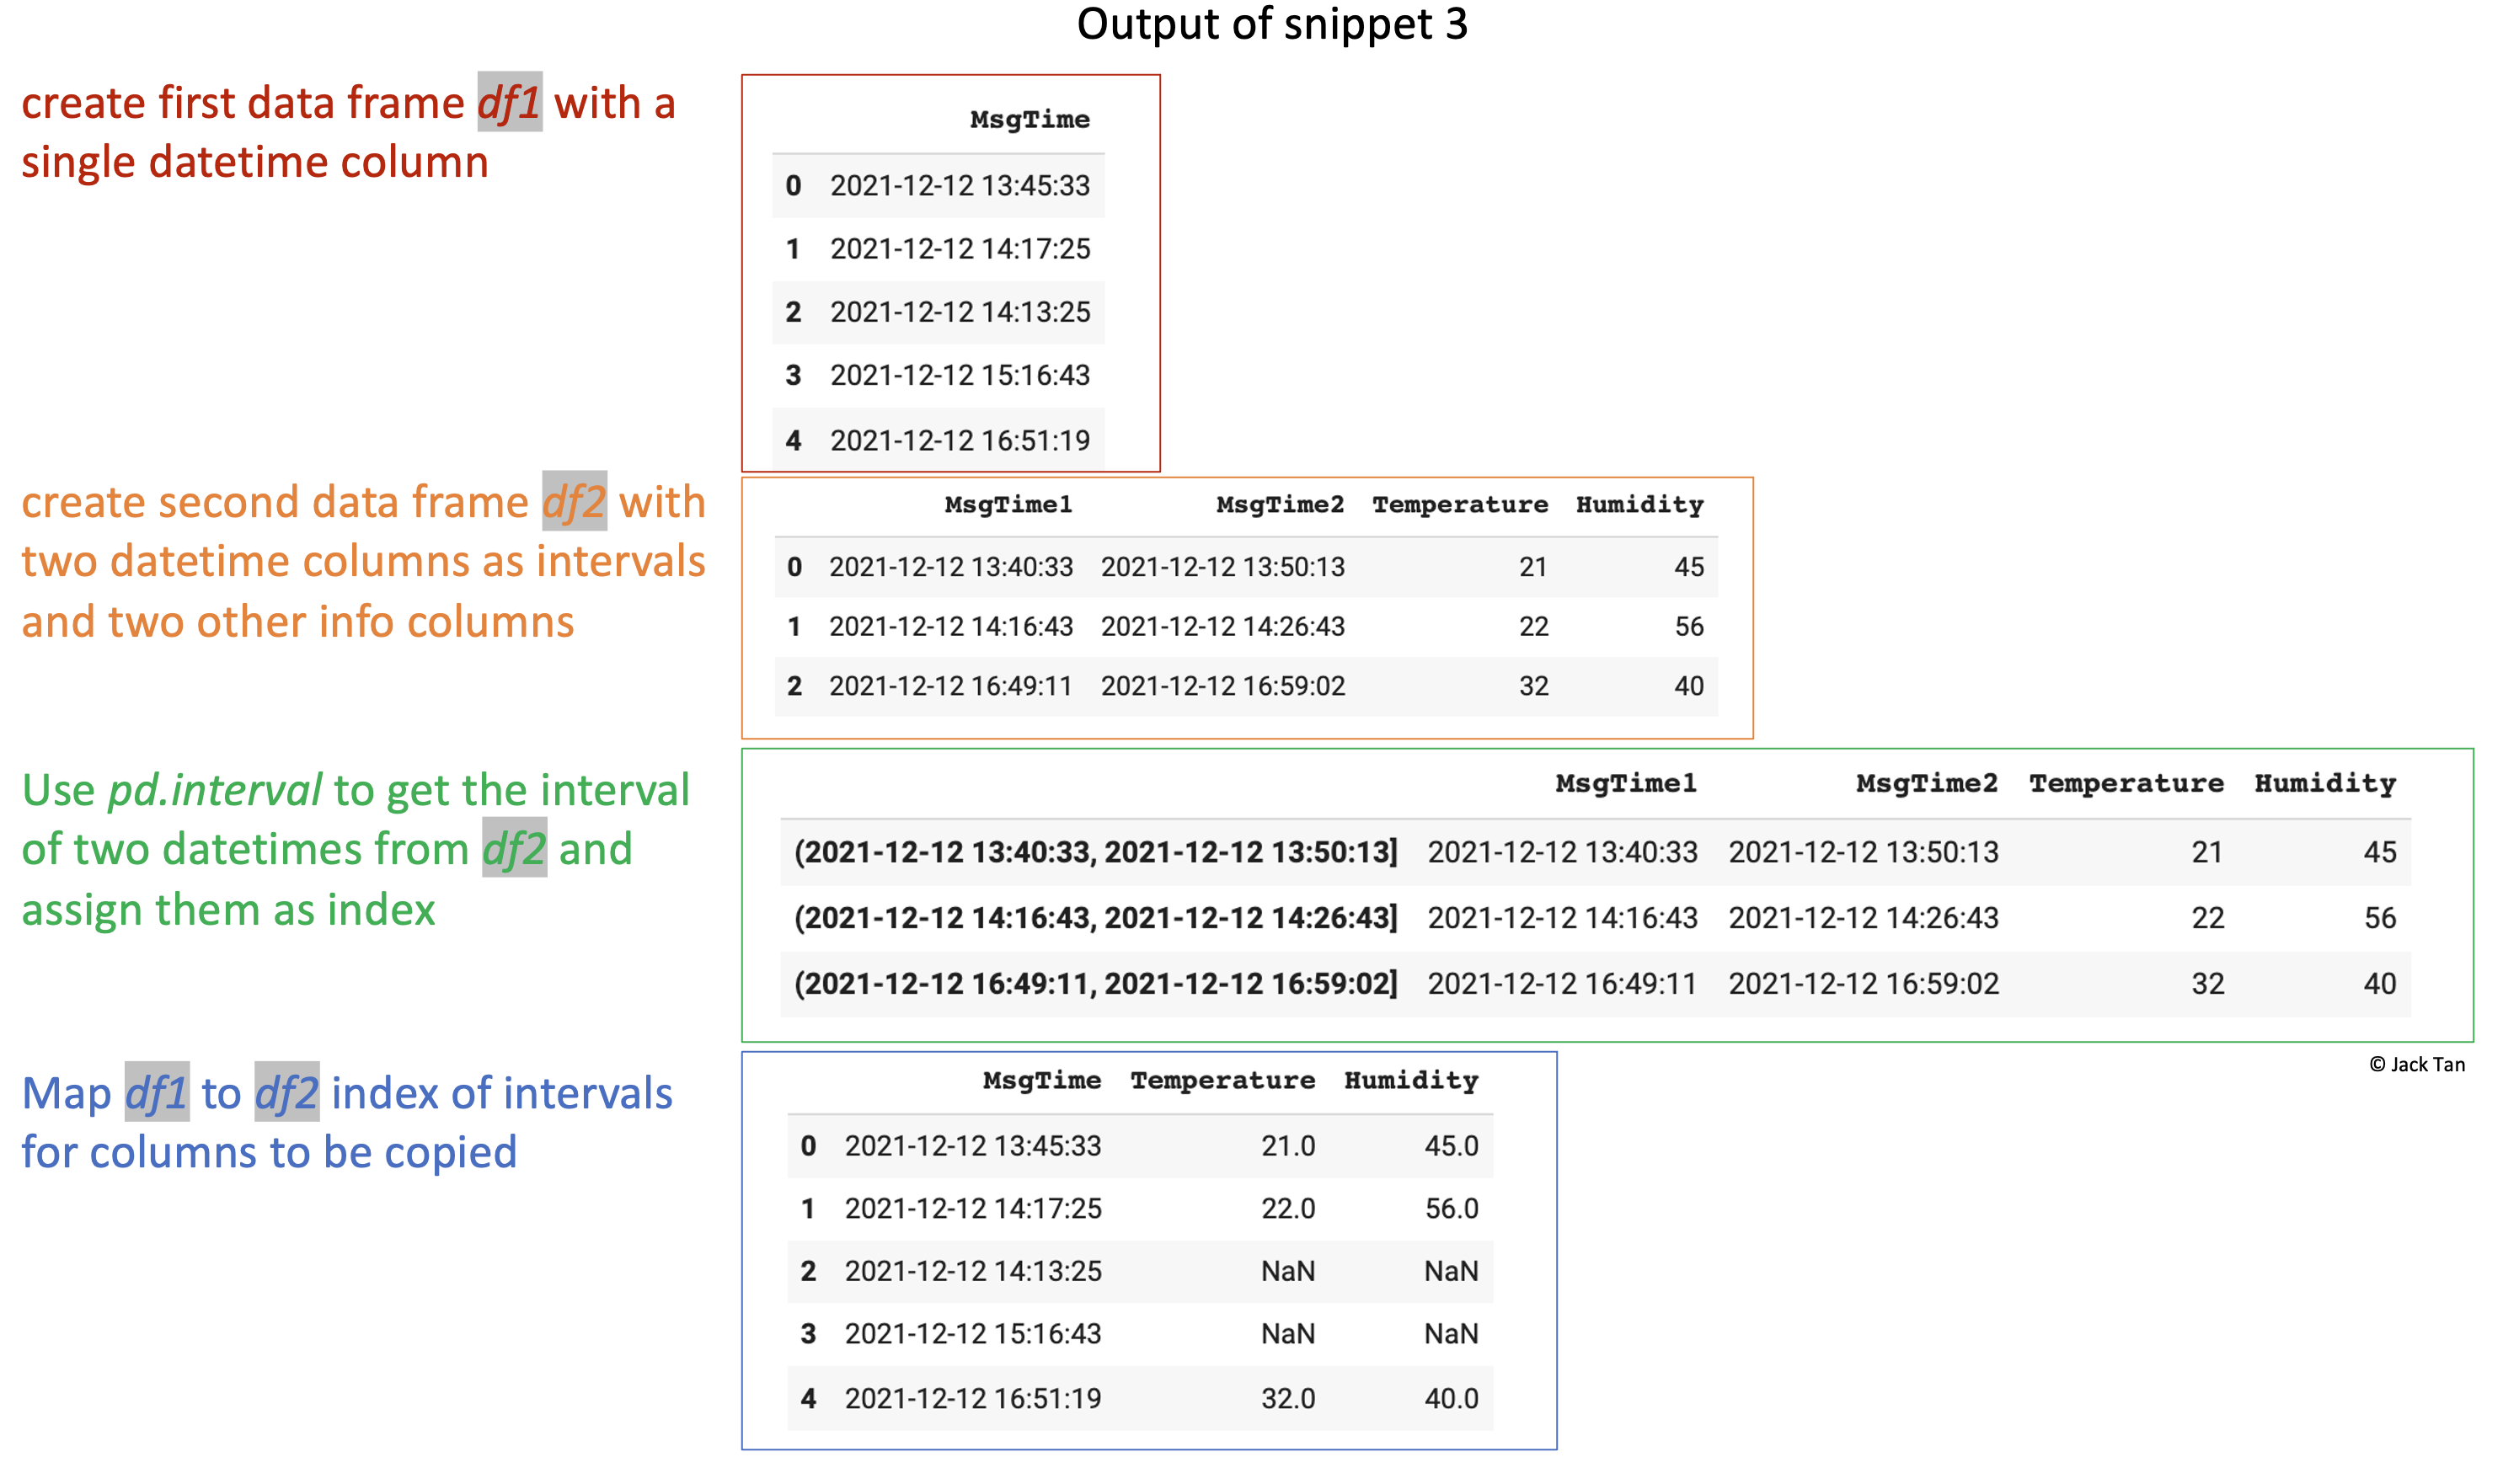 Output of snippet 3
create first data frame df1 with a
single datetime column
MsgTime
0 2021-12-12 13:45:33
1 2021-12-12 14:17:25
2 2021-12-12 14:13:25
3 2021-12-12 15:16:43
4 2021-12-12 16:51:19
create second data frame df2 with
two datetime columns as intervals
and two other info columns
MsgTime1 MsgTime2 Temperature Humidity
0 2021-12-12 13:40:33 2021-12-12 13:50:13 21 45
1 2021-12-12 14:16:43 2021-12-12 14:26:43 22 56
2 2021-12-12 16:49:11 2021-12-12 16:59:02 32 40
Use pd.interval to get the interval
of two datetimes from df2 and
assign them as index
MsgTime1 MsgTime2 Temperature Humidity
(2021-12-12 13:40:33, 2021-12-12 13:50:13] 2021-12-12 13:40:33 2021-12-12 13:50:13 21 45
(2021-12-12 14:16:43, 2021-12-12 14:26:43] 2021-12-12 14:16:43 2021-12-12 14:26:43 22 56
(2021-12-12 16:49:11, 2021-12-12 16:59:02] 2021-12-12 16:49:11 2021-12-12 16:59:02 32 40
© Jack Tan
Map df1 to df2 index of intervals
for columns to be copied
MsgTime Temperature Humidity
0 2021-12-12 13:45:33 21.0 45.0
1 2021-12-12 14:17:25 22.0 56.0
2 2021-12-12 14:13:25 NaN NaN
3 2021-12-12 15:16:43 NaN NaN
4 2021-12-12 16:51:19 32.0 40.0